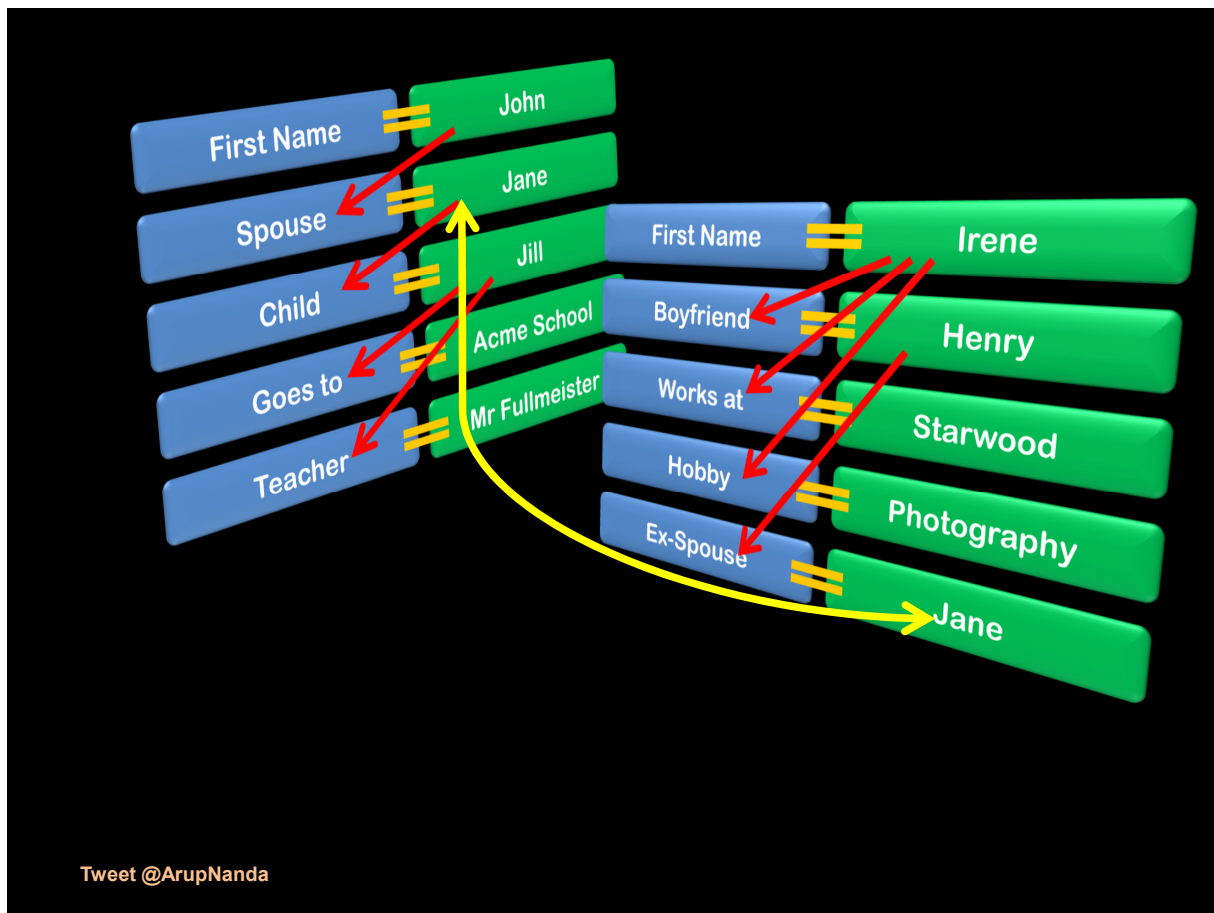 First Name = John
Spouse = Jane
Child = Jill
Goes to = Acme School
Teacher = Mr Fullmeister
First Name = Irene
Boyfriend = Henry
Works at = Starwood
Hobby = Photography
Ex-Spouse = Jane
Tweet @ArupNanda